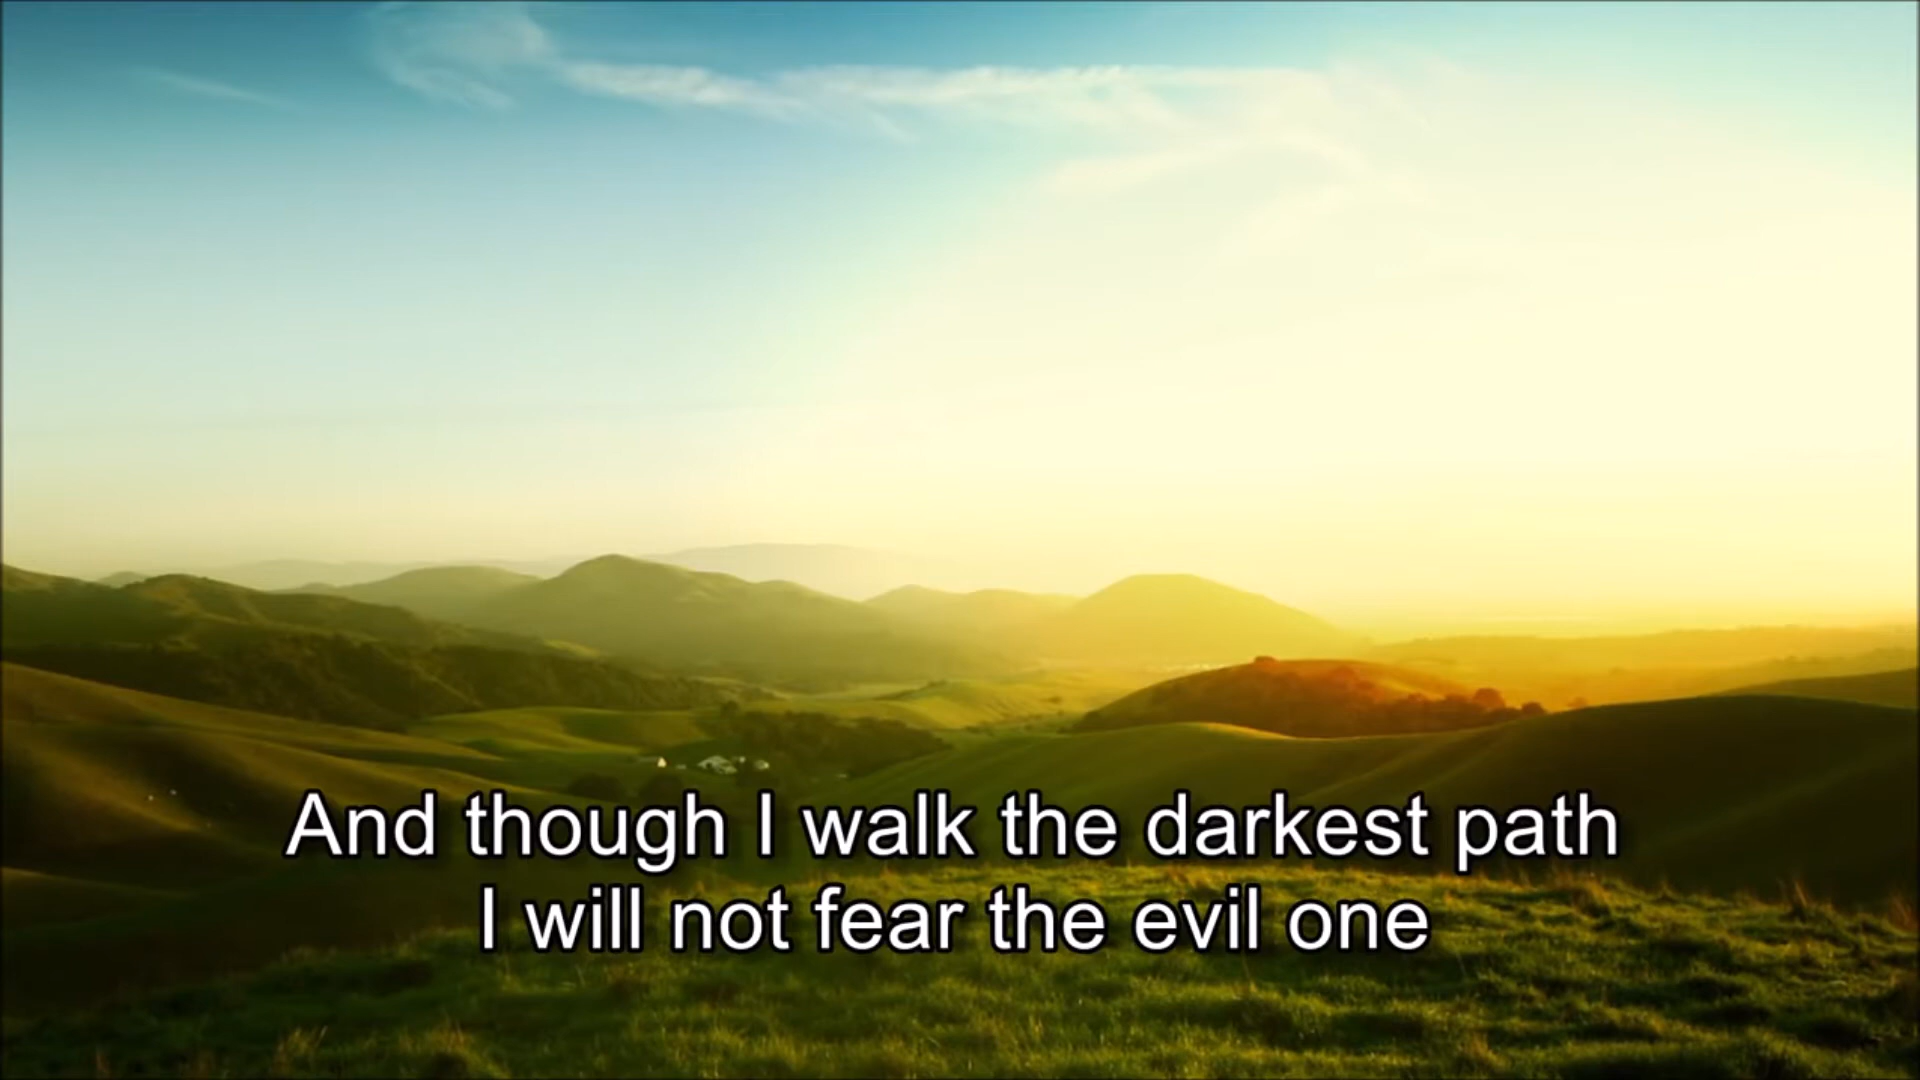 And though I walk the darkest path
I will not fear the evil one